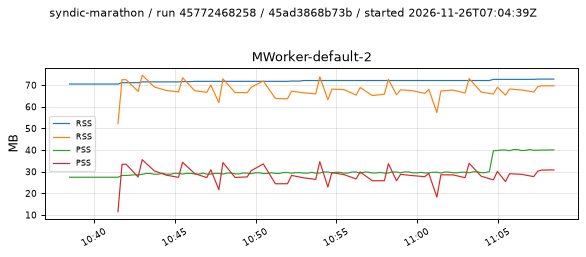 syndic-marathon / run 45772468258 / 45ad3868b73b / started 2026-11-26T07:04:39Z
MWorker-default-2
MB
70
60
50
40
30
20
10
RSS
RSS
PSS
PSS
10:40
10:45
10:50
10:55
11:00
11:05